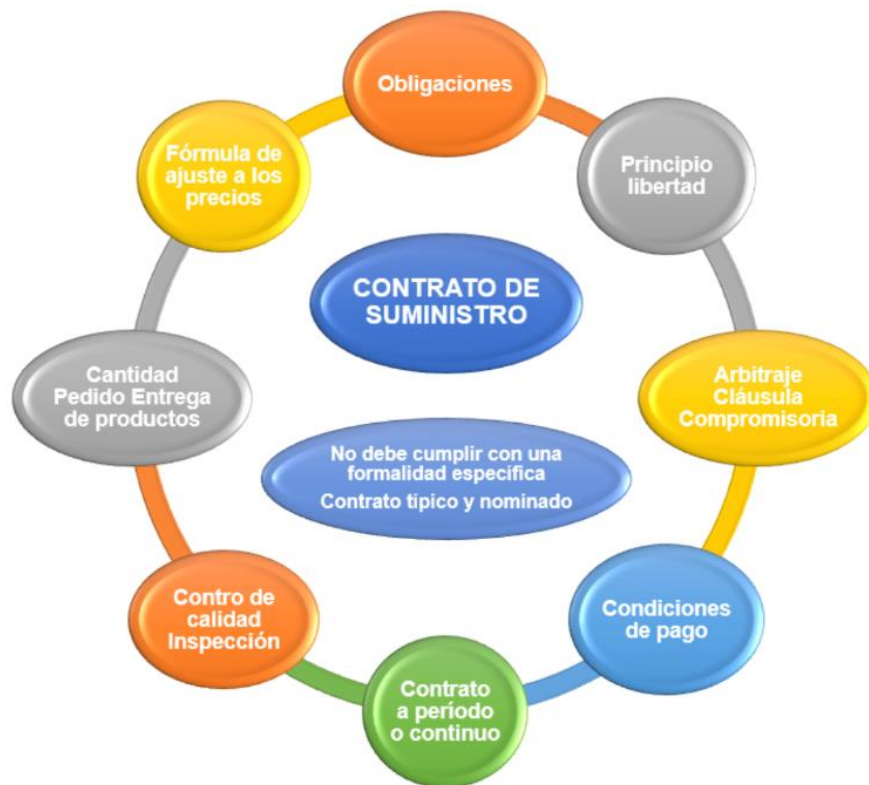 Obligaciones
Principio
libertad
Arbitraje
Cláusula
Compromisoria
Condiciones
de pago
Contrato
a período
o continuo
Contro de
calidad
Inspección
Cantidad
Pedido Entrega
de productos
Fórmula de
ajuste a los
precios
CONTRATO DE
SUMINISTRO
No debe cumplir con una
formalidad especifica
Contrato típico y nominado